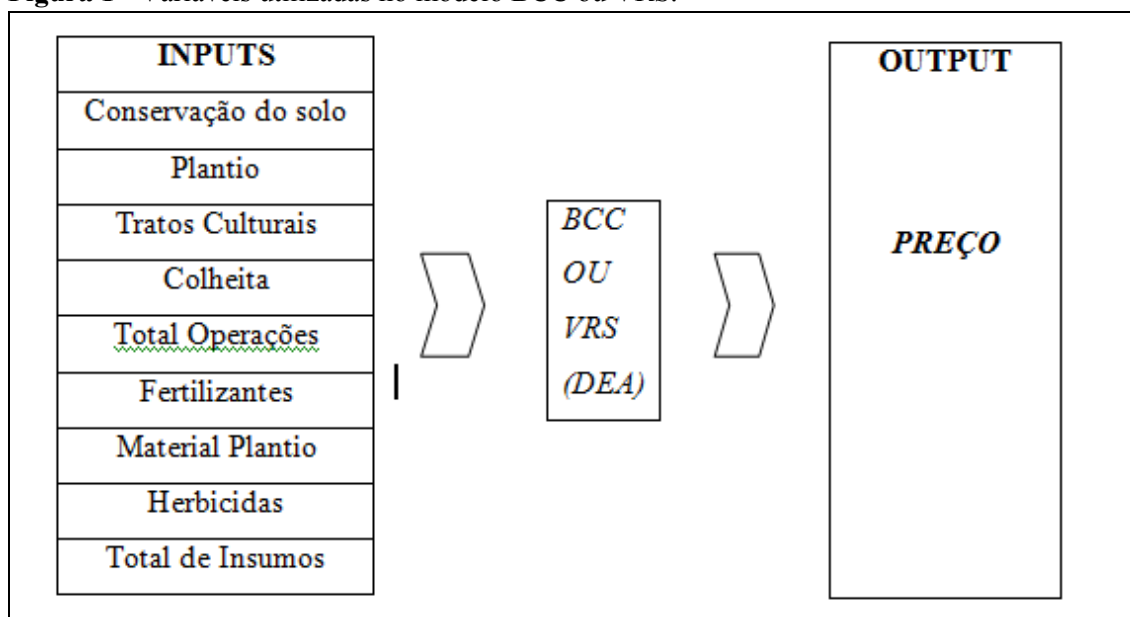 Figura 1 - Variáveis utilizadas no modelo BCC ou VRS.
INPUTS
Conservação do solo
Plantio
Tratos Culturais
Colheita
Total Operações
Fertilizantes
Material Plantio
Herbicidas
Total de Insumos
BCC
OU
VRS
(DEA)
OUTPUT
PREÇO